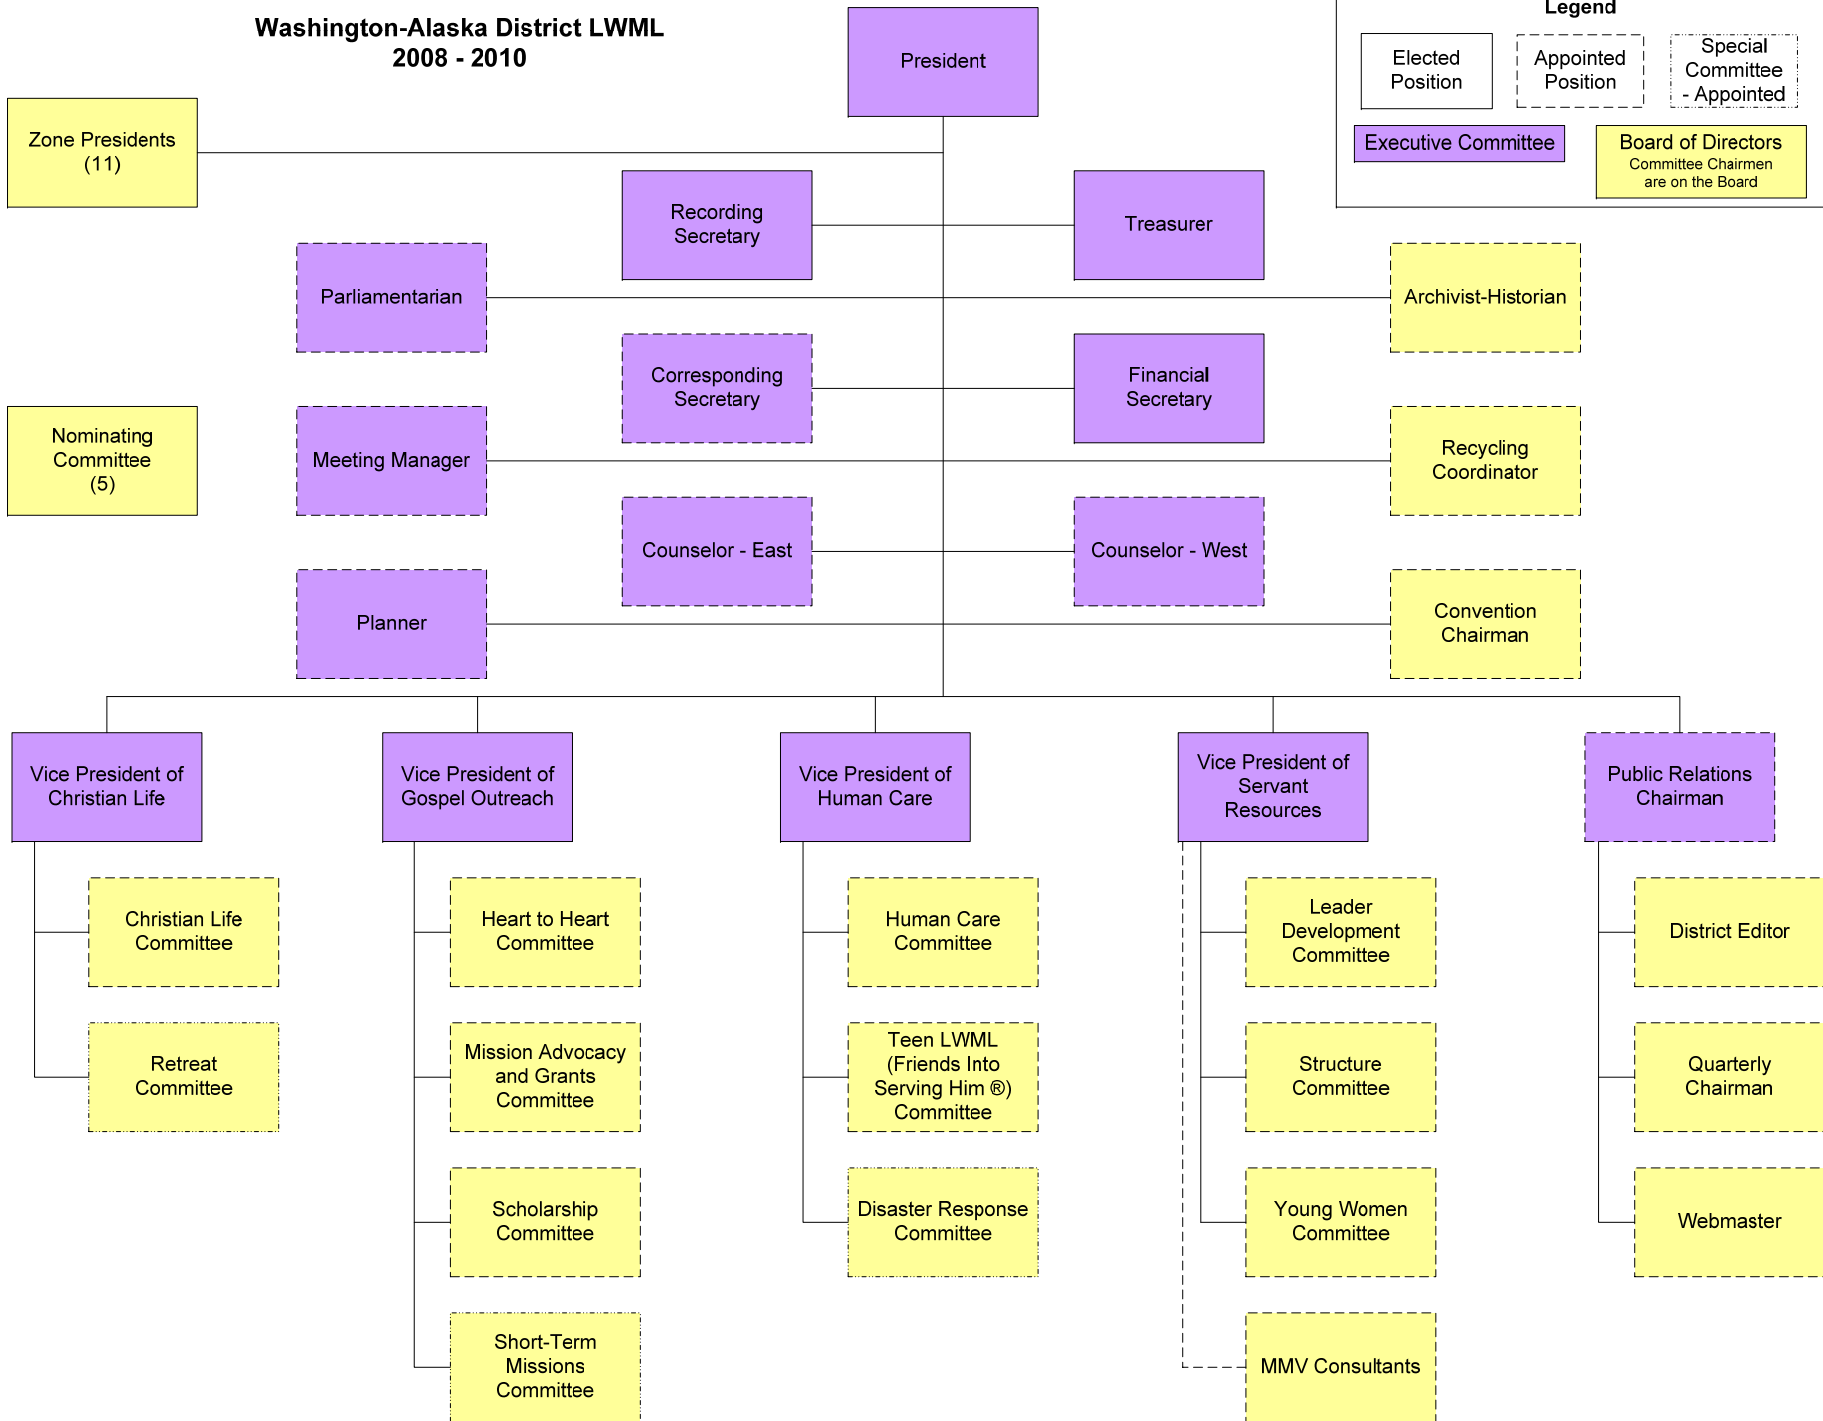 Washington-Alaska District LWML
2008 - 2010
President
Legend
Elected
Position
Appointed
Position
Special
Committee
- Appointed
Executive Committee
Board of Directors
Committee Chairmen
are on the Board
Zone Presidents
(11)
Recording
Secretary
Treasurer
Parliamentarian
Archivist-Historian
Corresponding
Secretary
Financial
Secretary
Nominating
Committee
(5)
Meeting Manager
Recycling
Coordinator
Counselor - East
Counselor - West
Planner
Convention
Chairman
Vice President of
Christian Life
Vice President of
Gospel Outreach
Vice President of
Human Care
Vice President of
Servant
Resources
Public Relations
Chairman
Christian Life
Committee
Heart to Heart
Committee
Human Care
Committee
Leader
Development
Committee
District Editor
Retreat
Committee
Mission Advocacy
and Grants
Committee
Teen LWML
(Friends Into
Serving Him ®)
Committee
Structure
Committee
Quarterly
Chairman
Scholarship
Committee
Disaster Response
Committee
Young Women
Committee
Webmaster
Short-Term
Missions
Committee
MMV Consultants